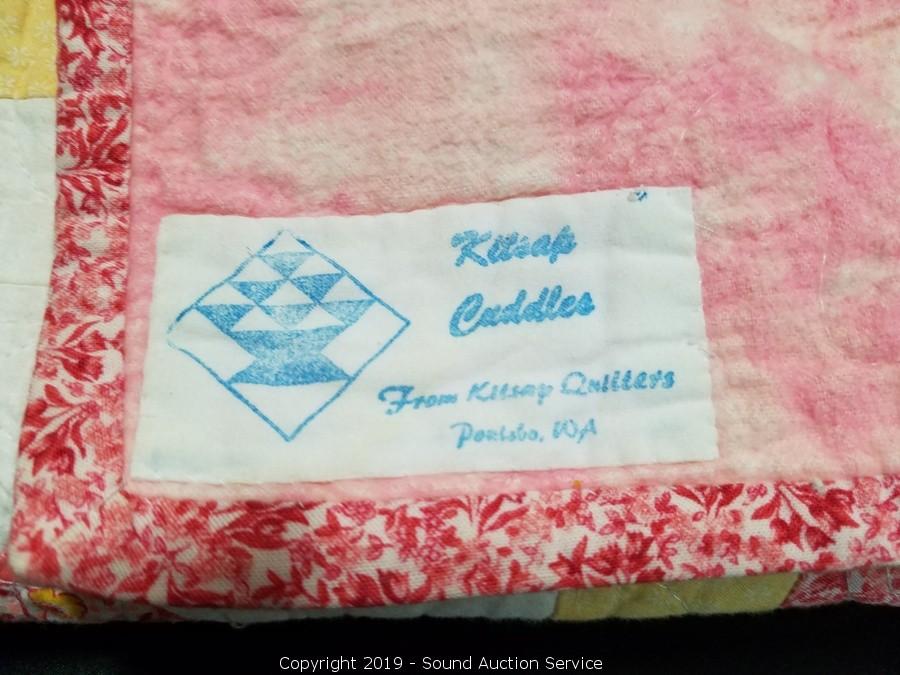 Kitsap
Cuddles
From Kitsap Quilters
Poulsbo, WA
Copyright 2019 - Sound Auction Service